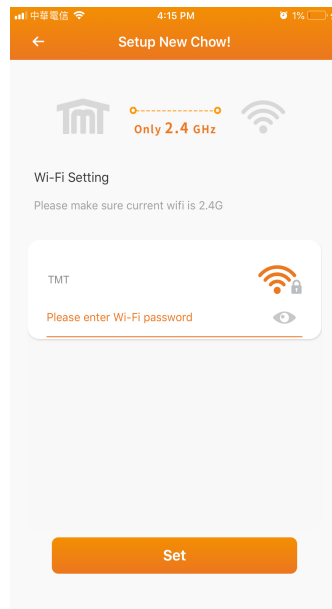 中華電信 4:15 PM 1%
Setup New Chow!
Only 2.4 GHz
Wi-Fi Setting
Please make sure current wifi is 2.4G
TMT
Please enter Wi-Fi password
Set